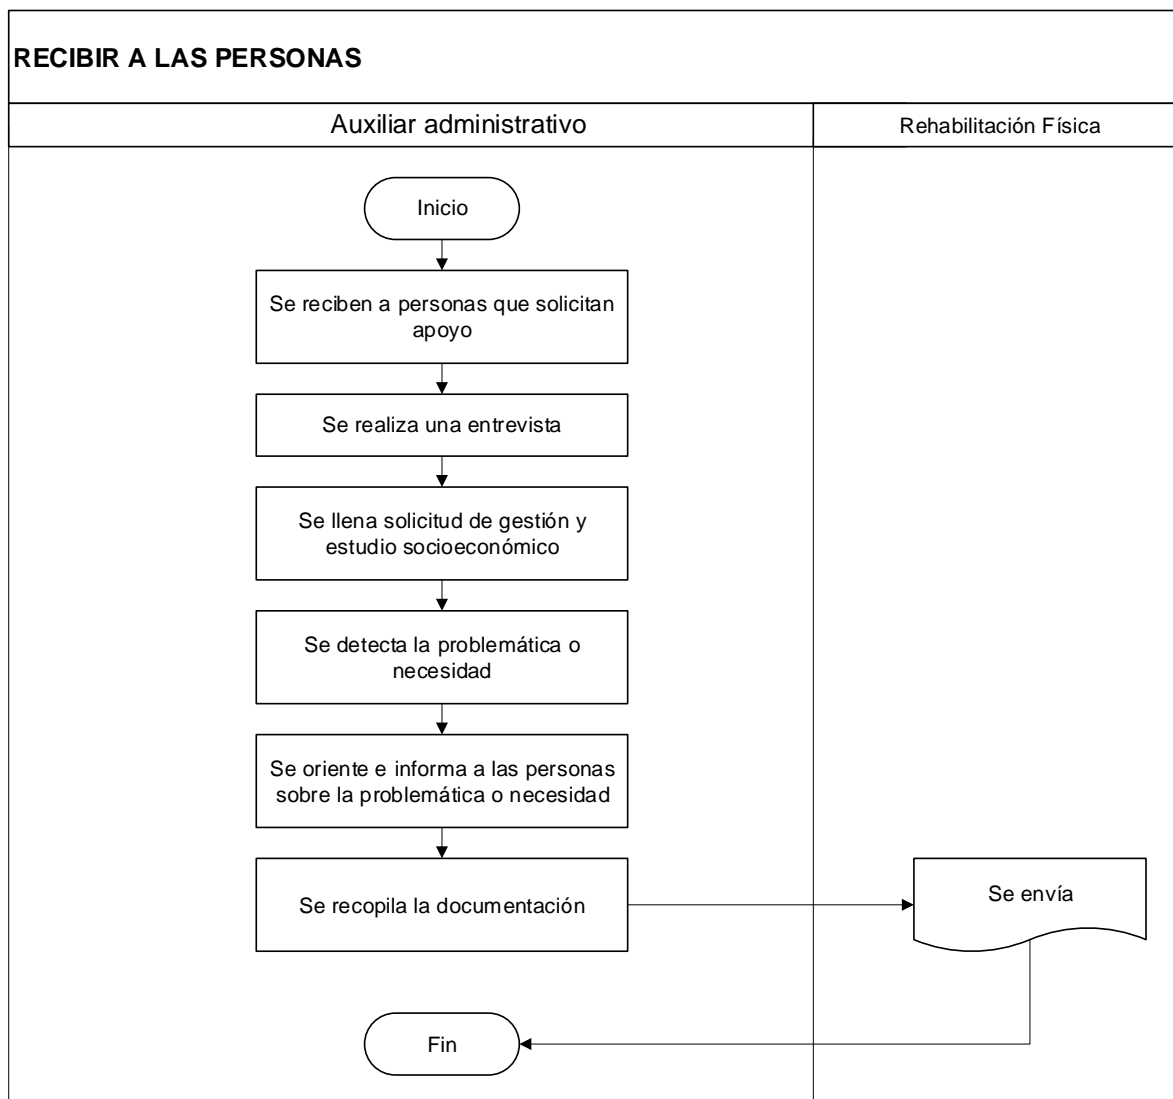 RECIBIR A LAS PERSONAS
Auxiliar administrativo
Rehabilitación Física
Inicio
Se reciben a personas que solicitan
apoyo
Se realiza una entrevista
Se llena solicitud de gestión y
estudio socioeconómico
Se detecta la problemática o
necesidad
Se oriente e informa a las personas
sobre la problemática o necesidad
Se recopila la documentación
Se envía
Fin